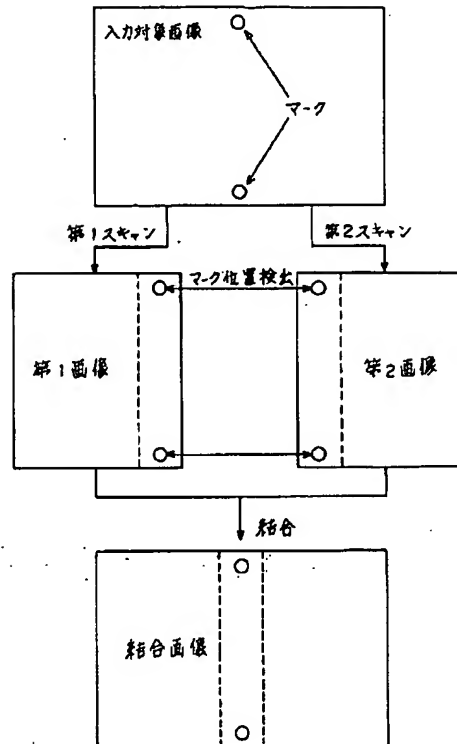 入力対象画像
マーク
第1スキャン
第2スキャン
マーク位置検出
第1画像
第2画像
結合
結合画像